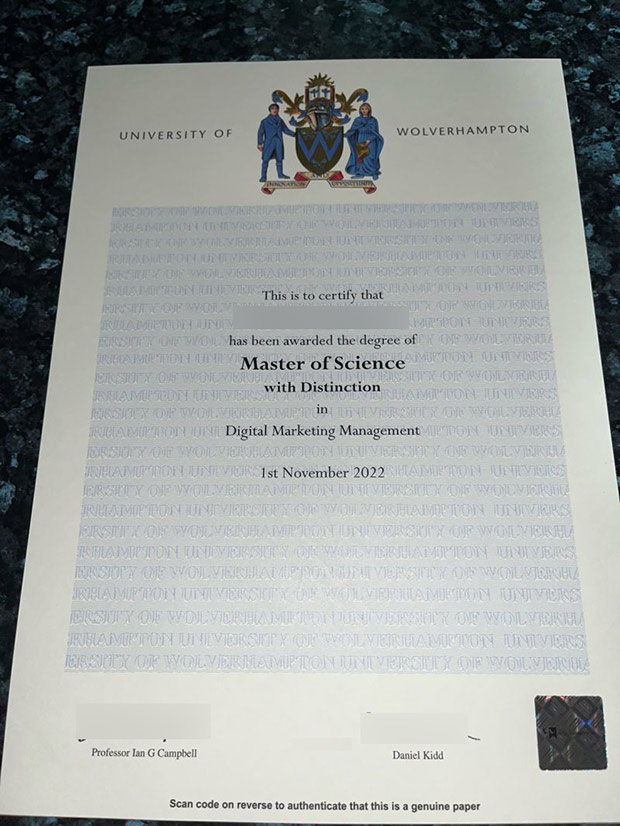 UNIVERSITY OF WOLVERHAMPTON
INNOVATION AND OPPORTUNITY
This is to certify that
has been awarded the degree of
Master of Science
with Distinction
in
Digital Marketing Management
1st November 2022
Professor Ian G Campbell
Daniel Kidd
Scan code on reverse to authenticate that this is a genuine paper